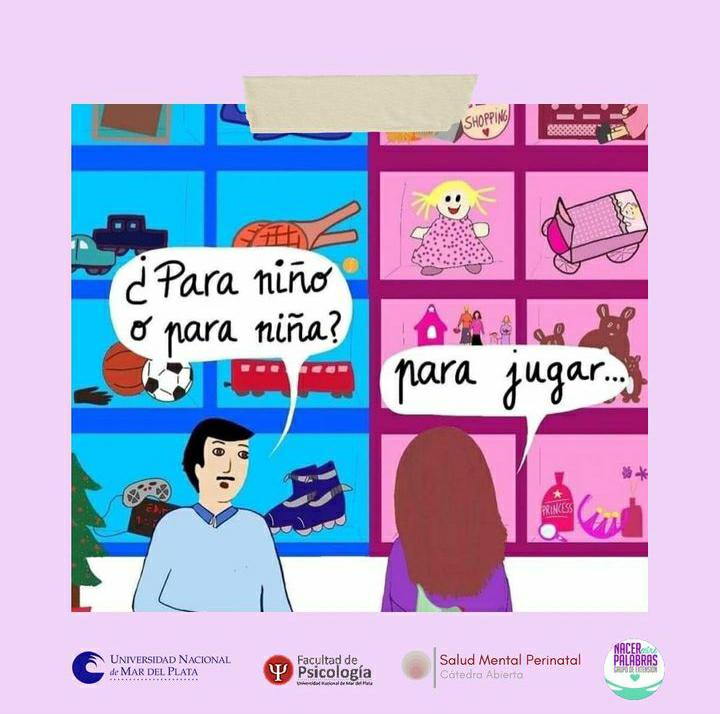 SHOPPING
¿Para niño
o para niña?
para jugar...
PRINCESS
UNIVERSIDAD NACIONAL
de MAR DEL PLATA
Facultad de
Psicología
Universidad Nacional de Mar del Plata
Salud Mental Perinatal
Cátedra Abierta
NACER entre
PALABRAS
GRUPO DE EXTENSIÓN